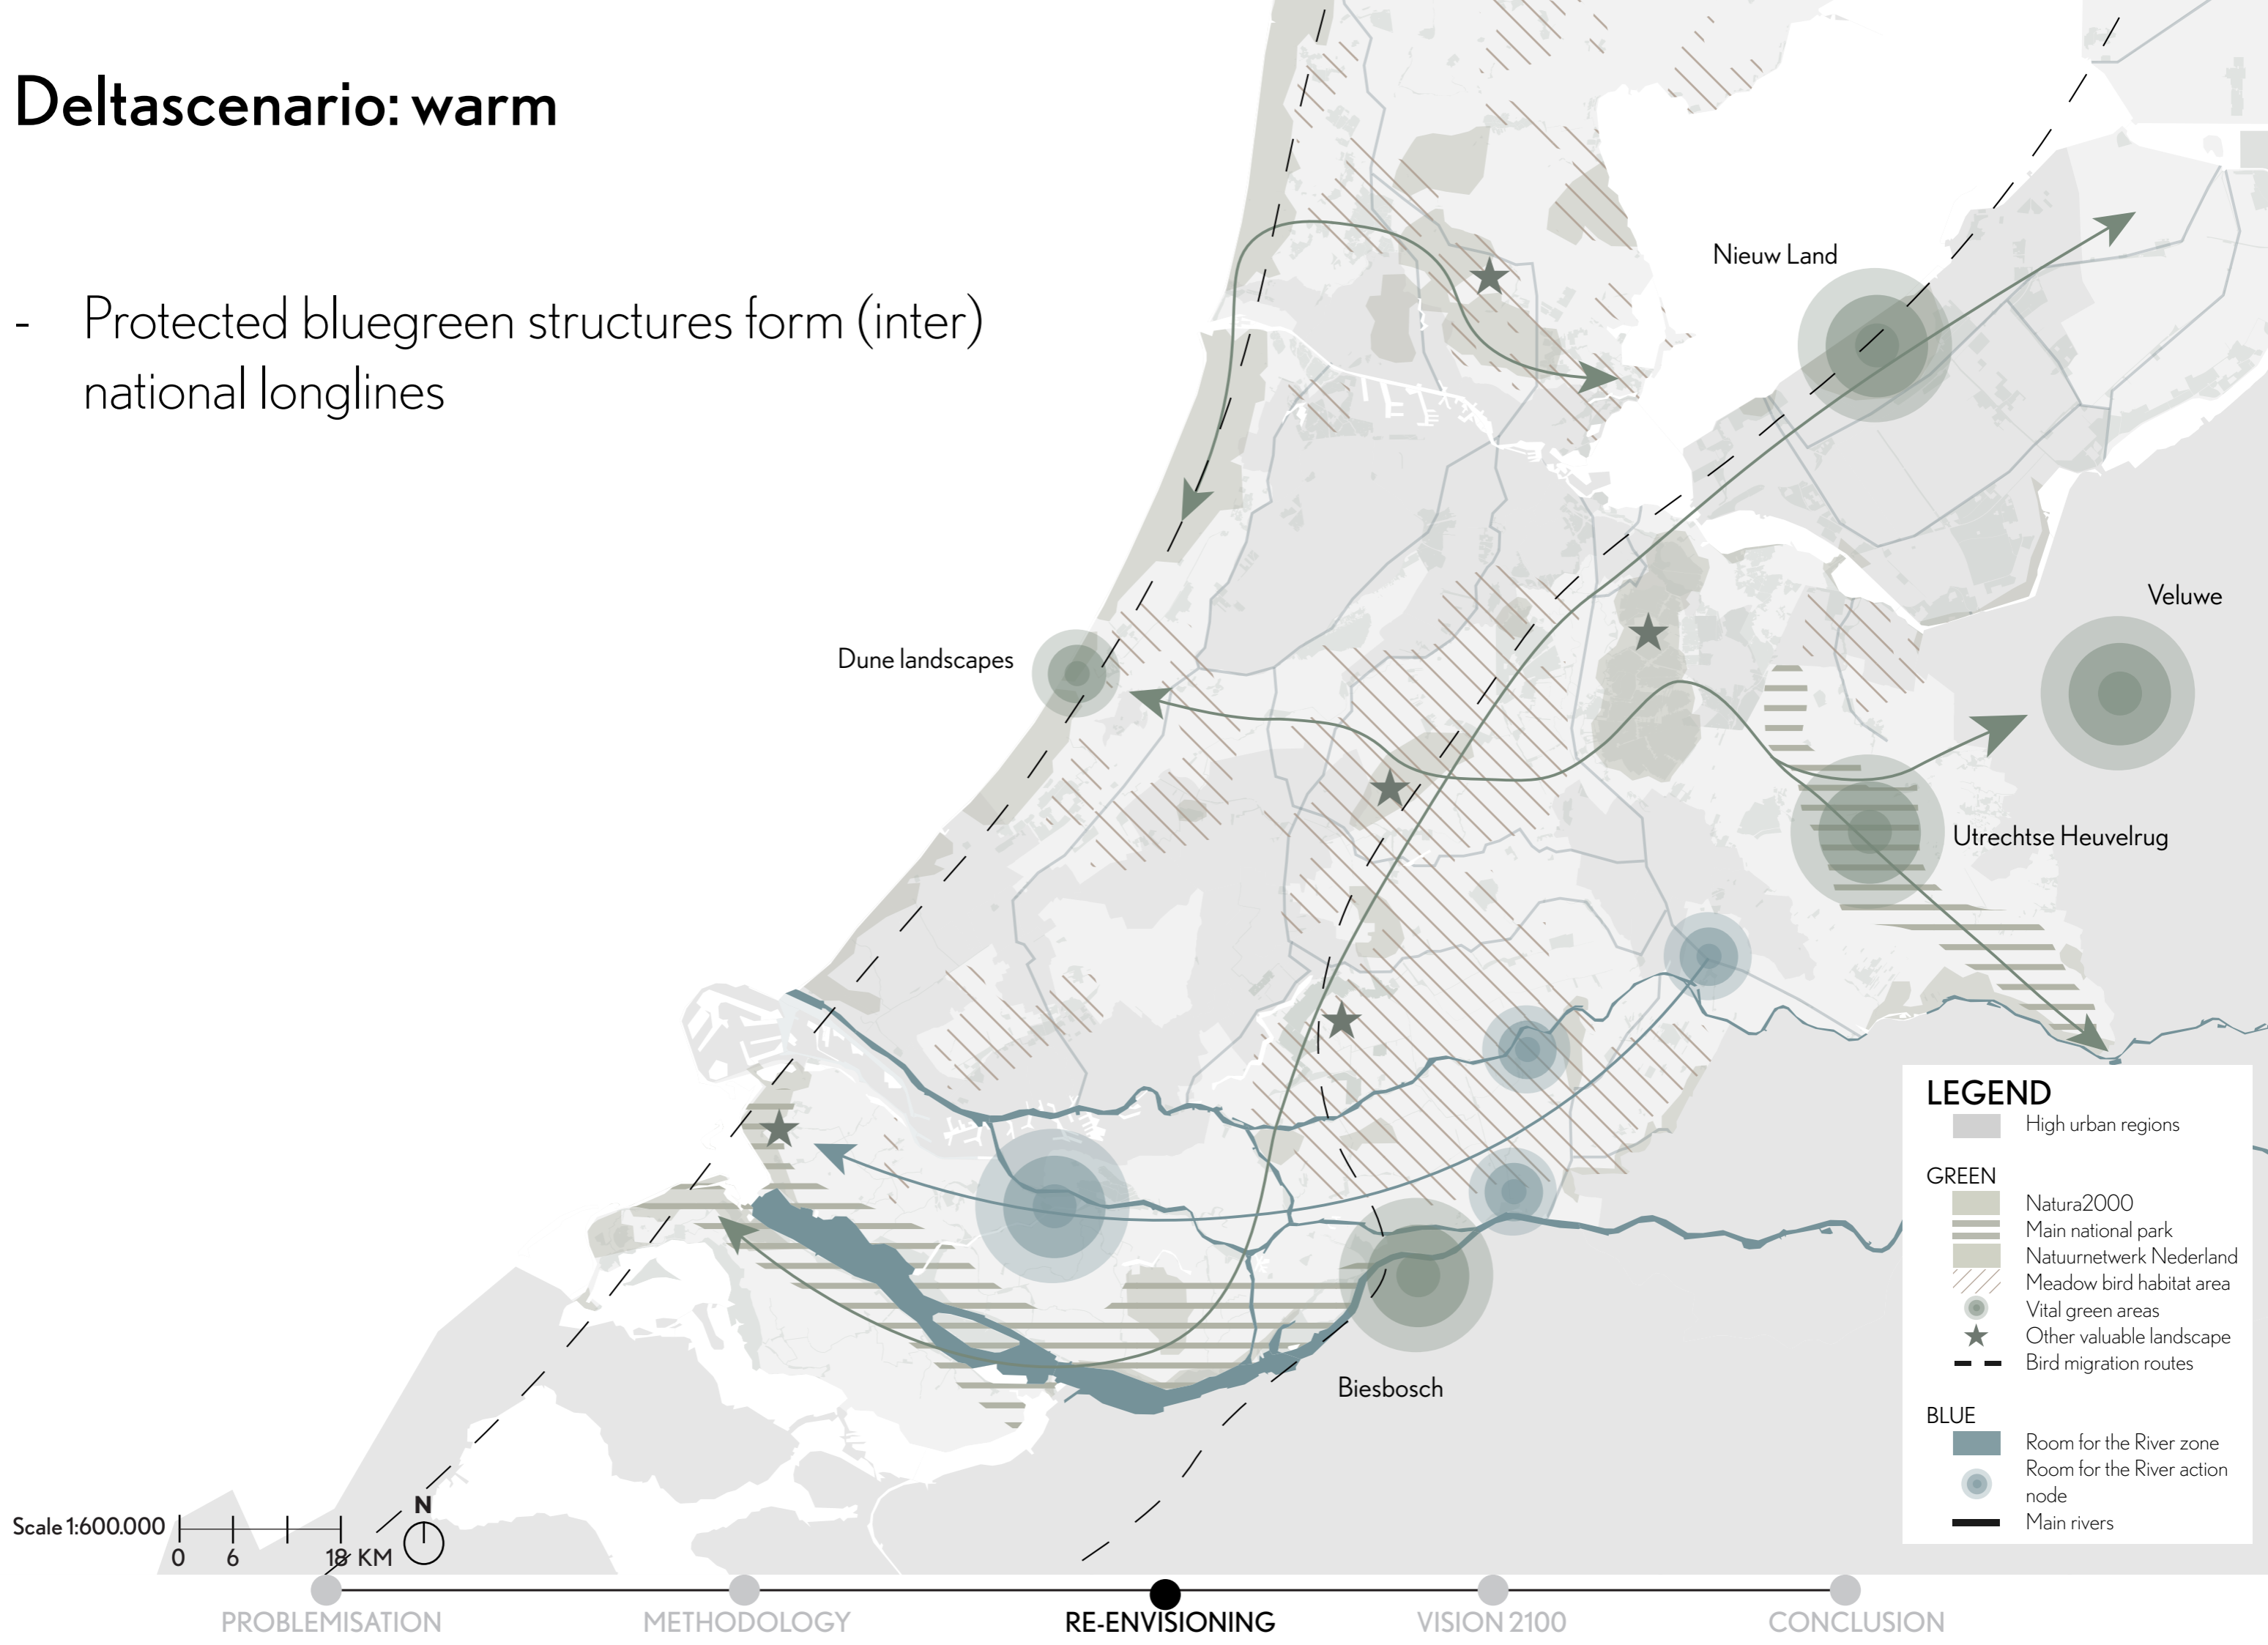 Deltascenario: warm
- Protected bluegreen structures form (inter)
national longlines
Nieuw Land
Veluwe
Dune landscapes
Utrechtse Heuvelrug
Biesbosch
LEGEND
High urban regions
GREEN
Natura2000
Main national park
Natuurnetwerk Nederland
Meadow bird habitat area
Vital green areas
Other valuable landscape
Bird migration routes
BLUE
Room for the River zone
Room for the River action
node
Main rivers
N
Scale 1:600.000
0 6 18 KM
PROBLEMISATION METHODOLOGY RE-ENVISIONING VISION 2100 CONCLUSION